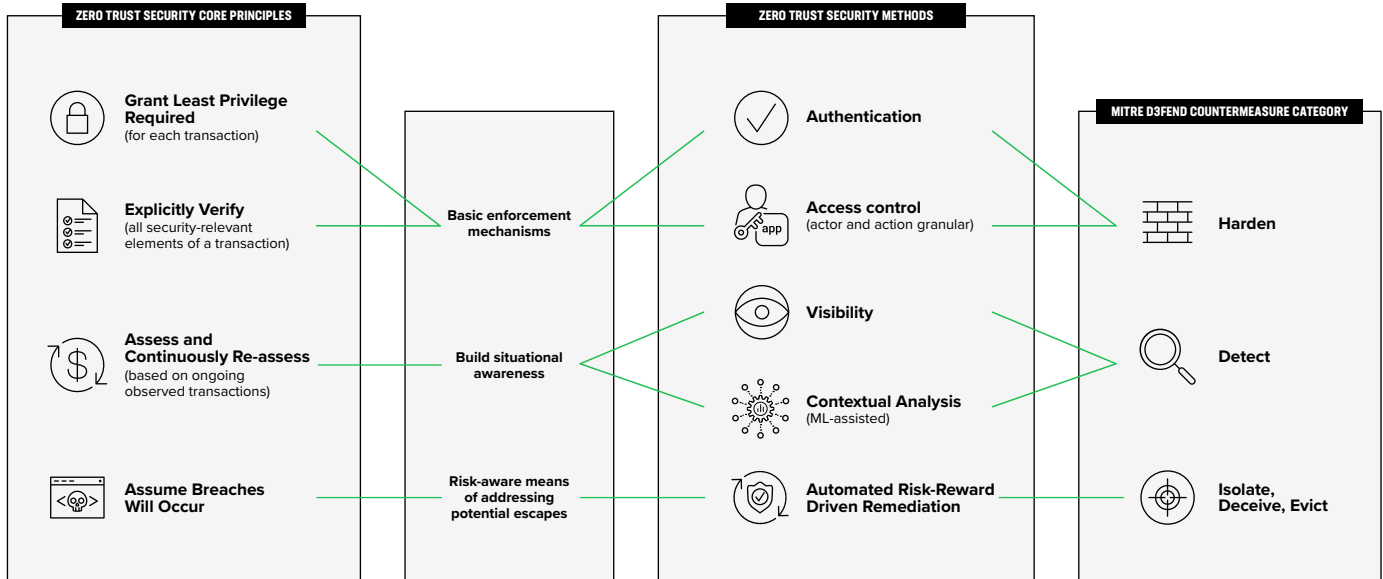 ZERO TRUST SECURITY CORE PRINCIPLES
Grant Least Privilege
Required
(for each transaction)
Explicitly Verify
(all security-relevant
elements of a transaction)
Assess and
Continuously Re-assess
(based on ongoing
observed transactions)
Assume Breaches
Will Occur
Basic enforcement
mechanisms
Build situational
awareness
Risk-aware means
of addressing
potential escapes
ZERO TRUST SECURITY METHODS
Authentication
app
Access control
(actor and action granular)
Visibility
Contextual Analysis
(ML-assisted)
Automated Risk-Reward
Driven Remediation
MITRE D3FEND COUNTERMEASURE CATEGORY
Harden
Detect
Isolate,
Deceive, Evict